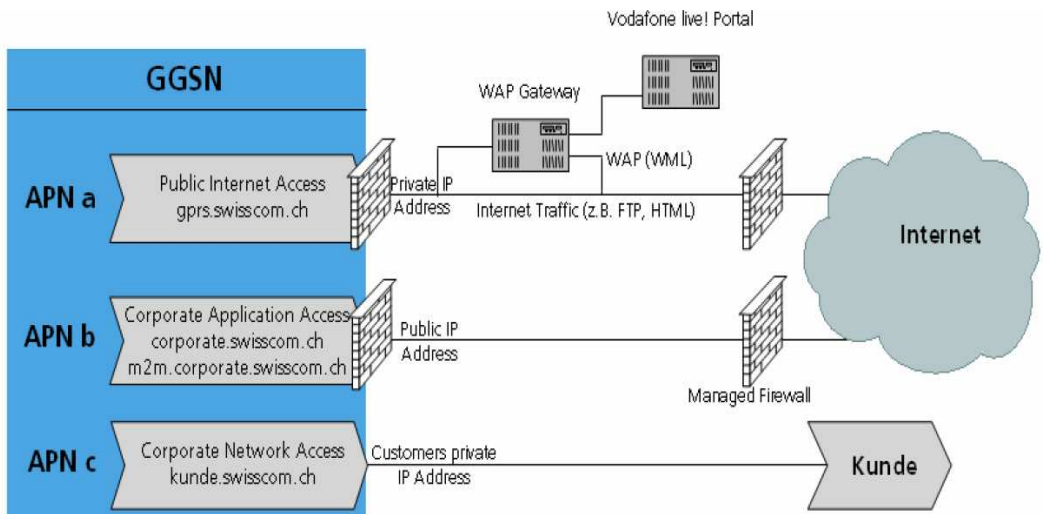 Vodafone live! Portal
GGSN
WAP Gateway
WAP (WML)
APN a
Public Internet Access
gprs.swisscom.ch
Private IP
Address
Internet Traffic (z.B. FTP, HTML)
Internet
APN b
Corporate Application Access
corporate.swisscom.ch
m2m.corporate.swisscom.ch
Public IP
Address
Managed Firewall
APN c
Corporate Network Access
kunde.swisscom.ch
Customers private
IP Address
Kunde